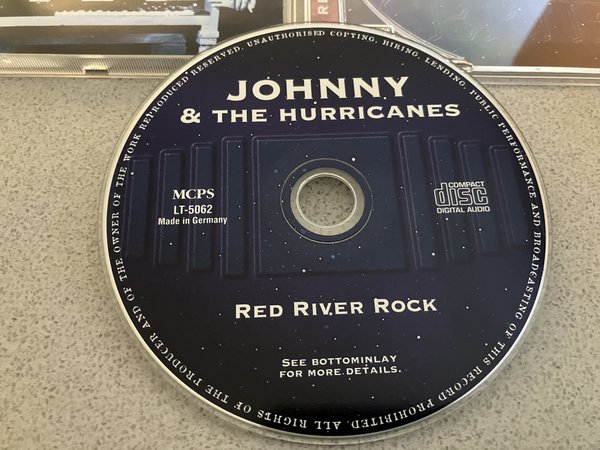 JOHNNY
& THE HURRICANES
MCPS
LT-5062
Made in Germany
COMPACT
disc
DIGITAL AUDIO
RED RIVER ROCK
SEE BOTTOMINLAY
FOR MORE DETAILS.
ALL RIGHTS OF THE PRODUCER AND OF THE OWNER OF THE WORK REPRODUCED RESERVED. UNAUTHORISED COPYING, HIRING, LENDING, PUBLIC PERFORMANCE AND BROADCASTING OF THIS RECORD PROHIBITED.